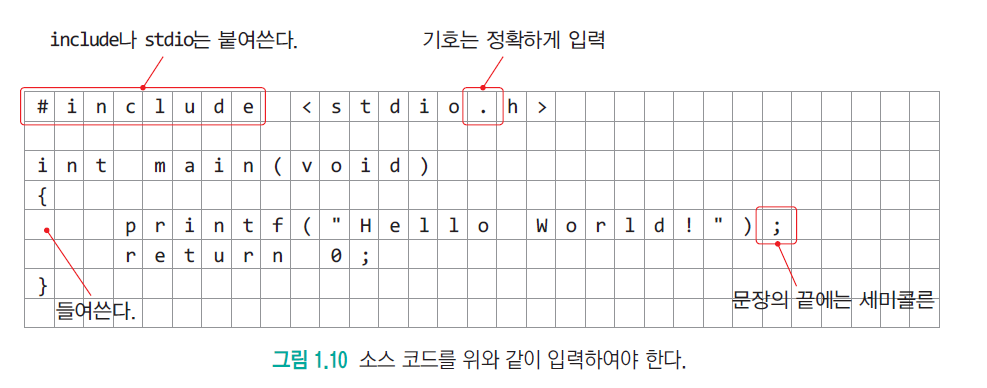 include나 stdio는 붙여쓴다.
기호는 정확하게 입력
#include <stdio.h>
int main(void)
{
printf("Hello World!");
return 0;
}
들여쓴다.
문장의 끝에는 세미콜론
그림 1.10 소스 코드를 위와 같이 입력하여야 한다.